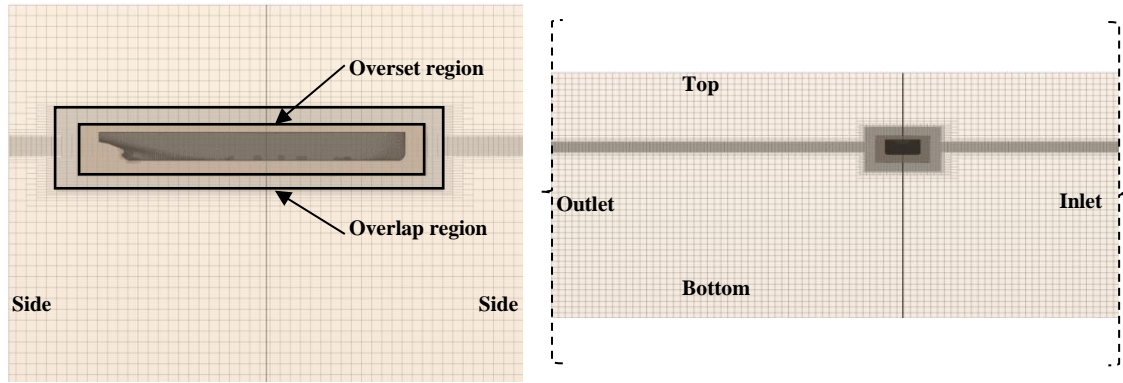 Overset region
Overlap region
Side
Side
Top
Outlet
Inlet
Bottom